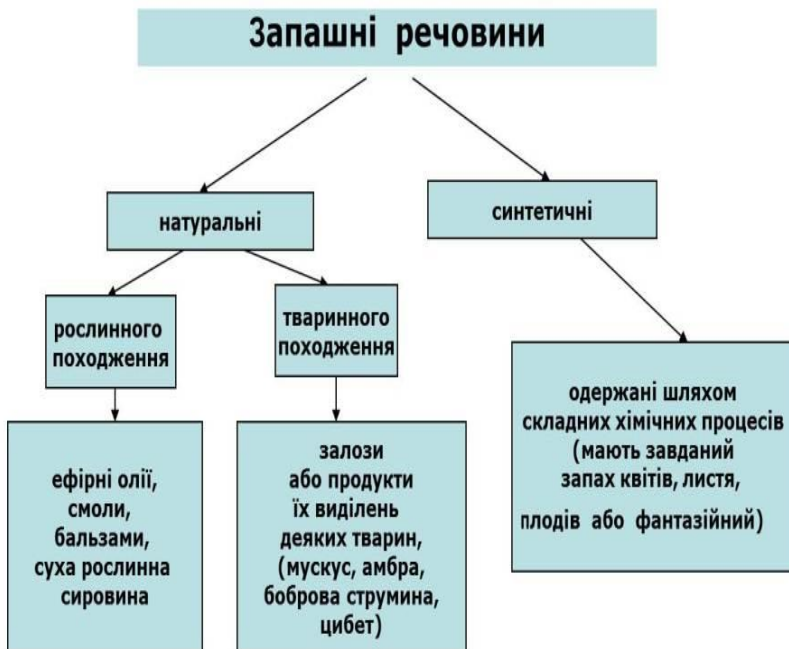 Запашні речовини
натуральні
синтетичні
рослинного
походження
тваринного
походження
ефірні олії,
смоли,
бальзами,
суха рослинна
сировина
залози
або продукти
їх виділень
деяких тварин,
(мускус, амбра,
боброва струмина,
цибет)
одержані шляхом
складних хімічних процесів
(мають завданий
запах квітів, листя,
плодів або фантазійний)